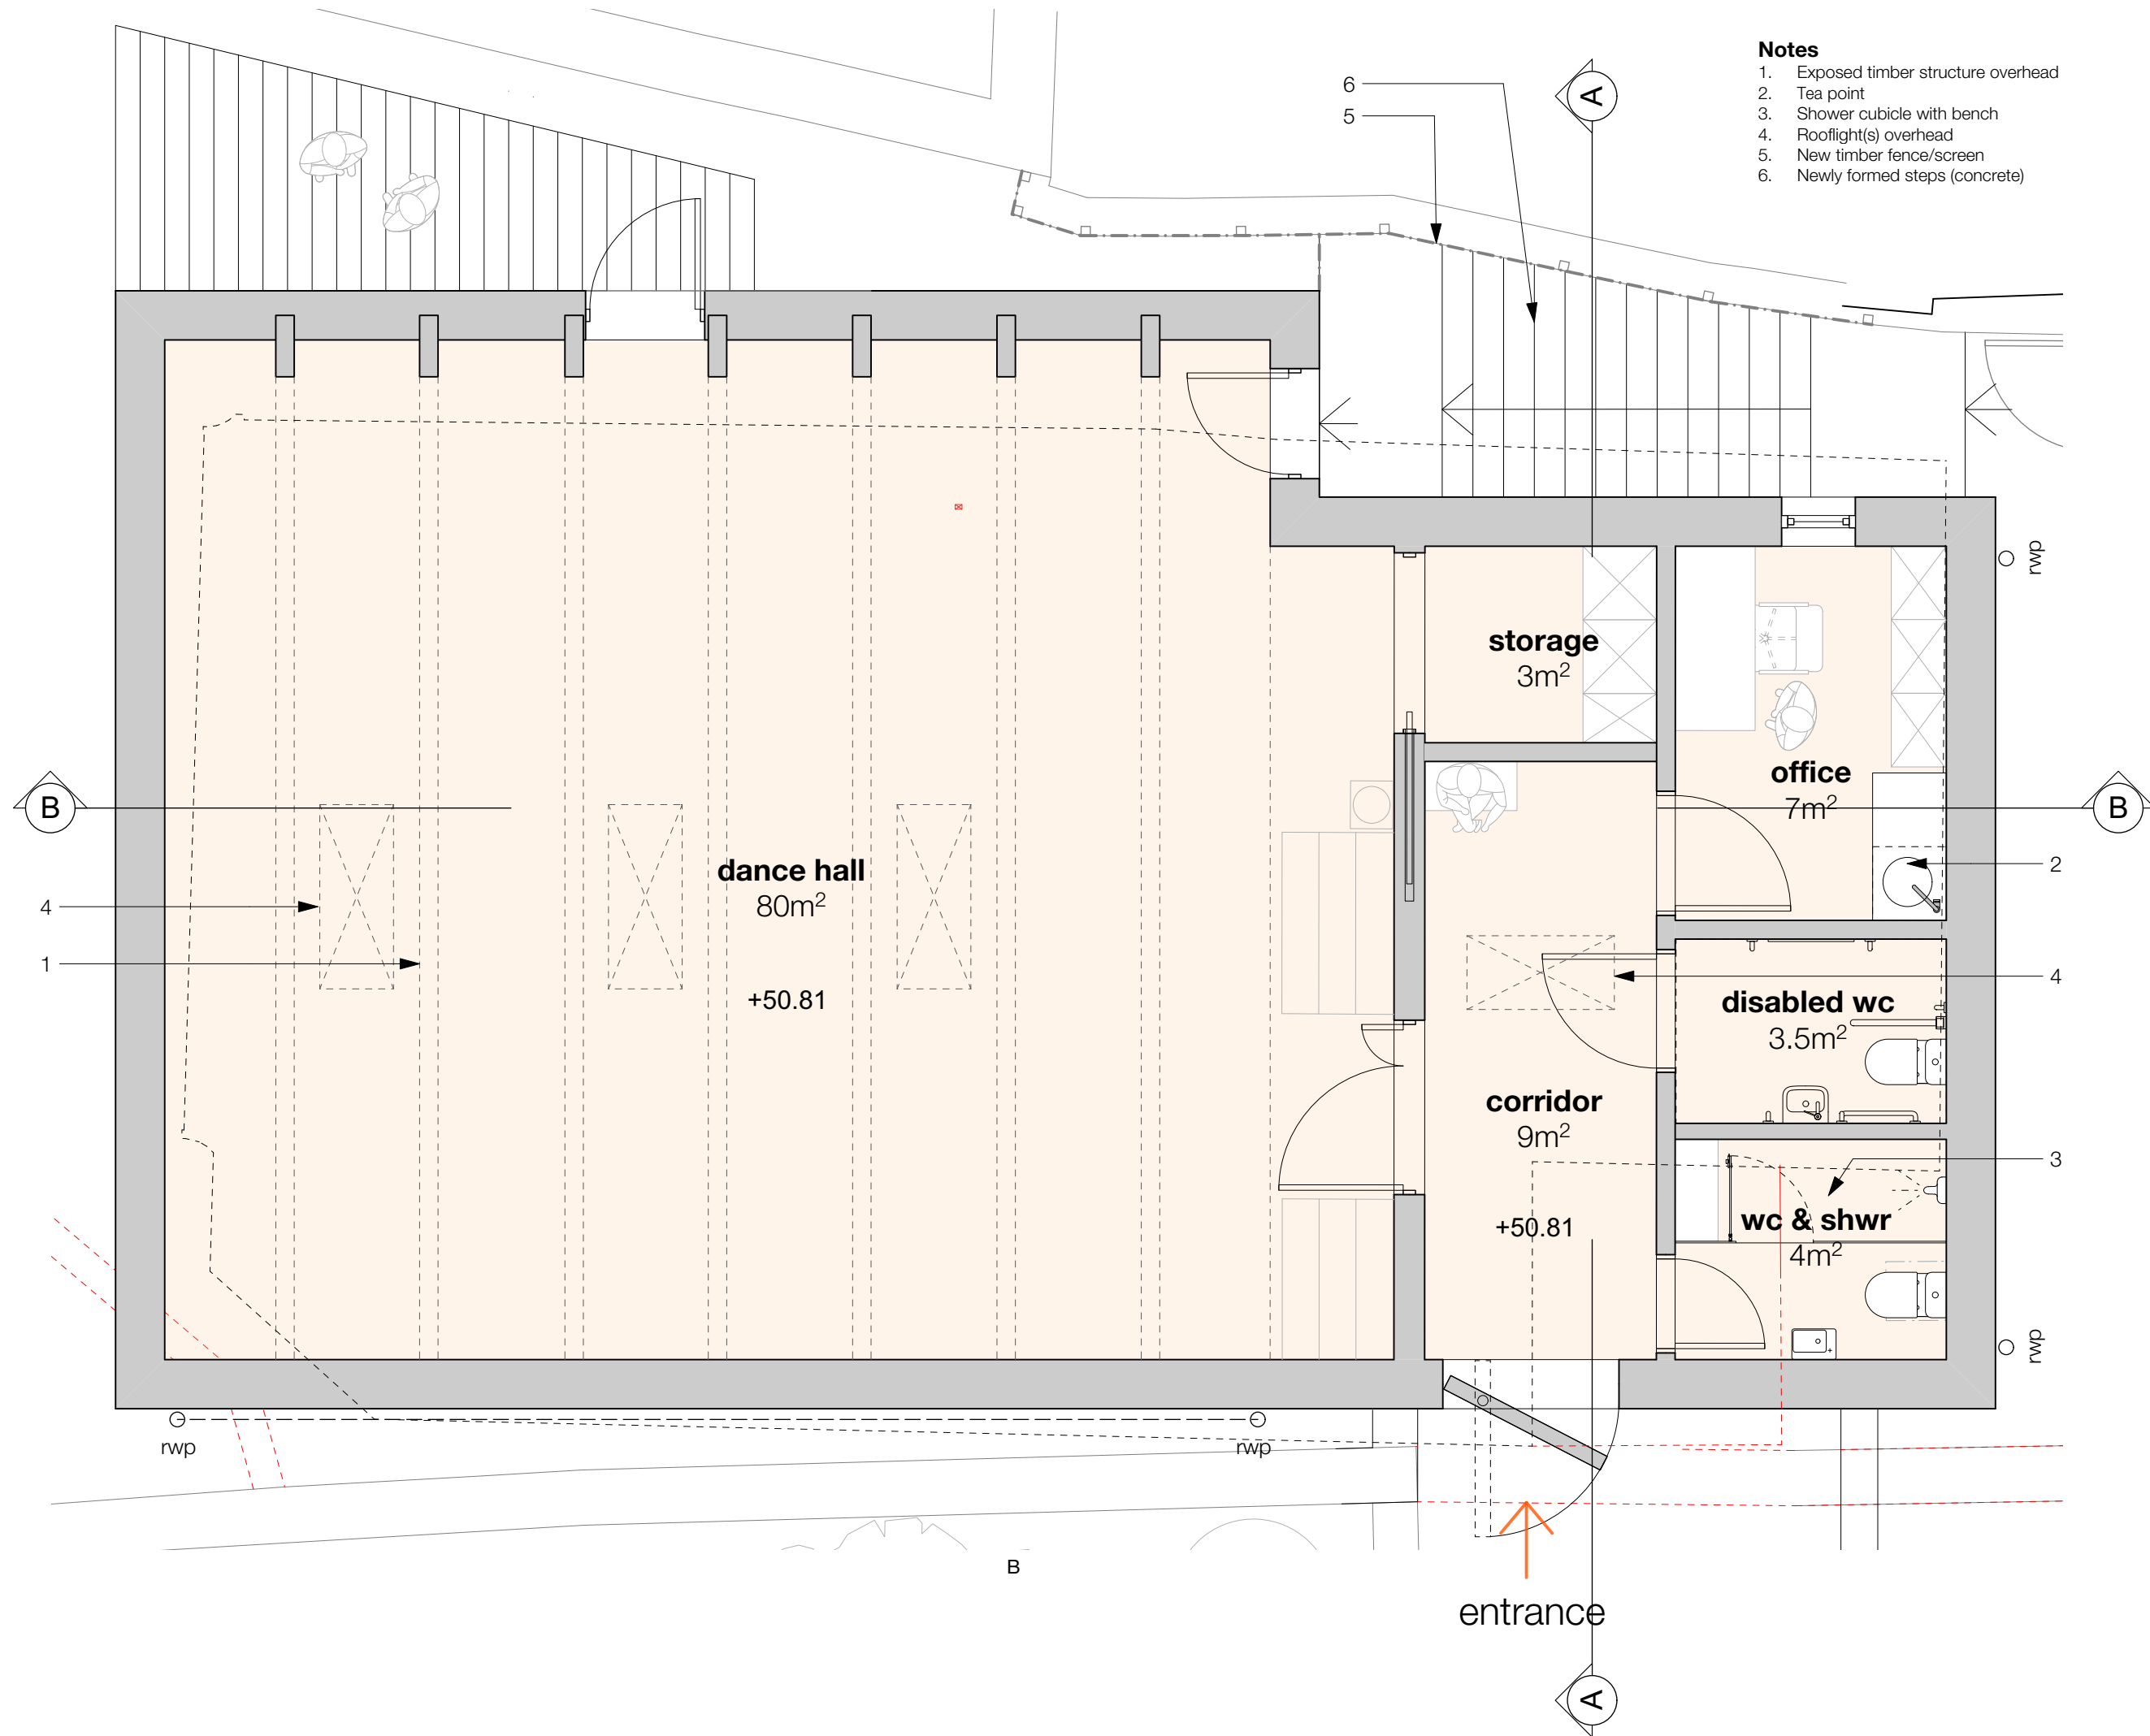 Notes
1. Exposed timber structure overhead
2. Tea point
3. Shower cubicle with bench
4. Rooflight(s) overhead
5. New timber fence/screen
6. Newly formed steps (concrete)
6
5
A
rwp
storage
3m²
office
7m²
B
B
dance hall
80m²
2
4
1
4
+50.81
disabled wc
3.5m²
corridor
9m²
3
+50.81
wc & shwr
4m²
rwp
rwp
rwp
B
entrance
A